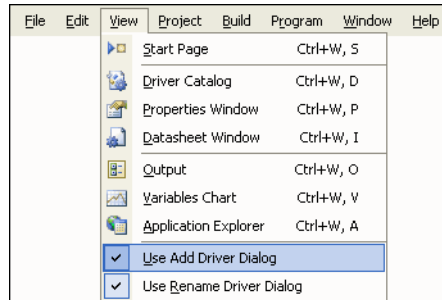 File Edit View Project Build Program Window Help
Start Page Ctrl+W, S
Driver Catalog Ctrl+W, D
Properties Window Ctrl+W, P
Datasheet Window Ctrl+W, I
Output Ctrl+W, O
Variables Chart Ctrl+W, V
Application Explorer Ctrl+W, A
Use Add Driver Dialog
Use Rename Driver Dialog